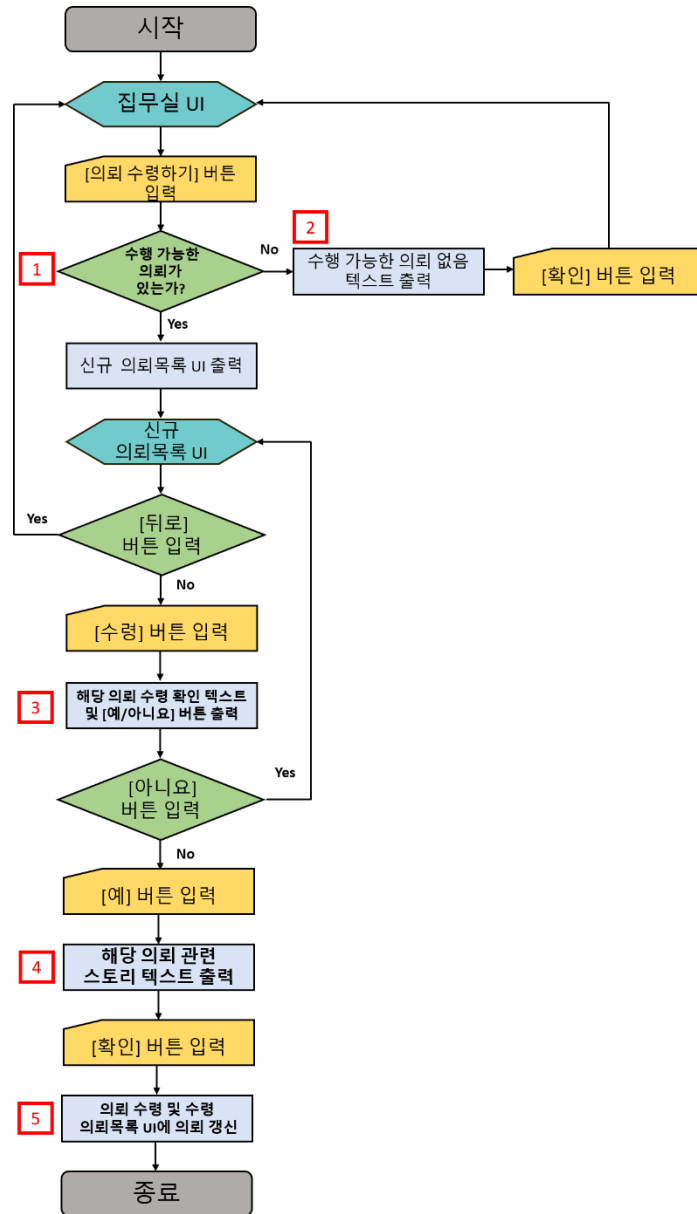 시작
집무실 UI
[의뢰 수령하기] 버튼
입력
1
수행 가능한
의뢰가
있는가?
No
2
수행 가능한 의뢰 없음
텍스트 출력
[확인] 버튼 입력
Yes
신규 의뢰목록 UI 출력
신규
의뢰목록 UI
Yes
[뒤로]
버튼 입력
No
[수령] 버튼 입력
3
해당 의뢰 수령 확인 텍스트
및 [예/아니요] 버튼 출력
[아니요]
버튼 입력
Yes
No
[예] 버튼 입력
4
해당 의뢰 관련
스토리 텍스트 출력
[확인] 버튼 입력
5
의뢰 수령 및 수령
의뢰목록 UI에 의뢰 갱신
종료